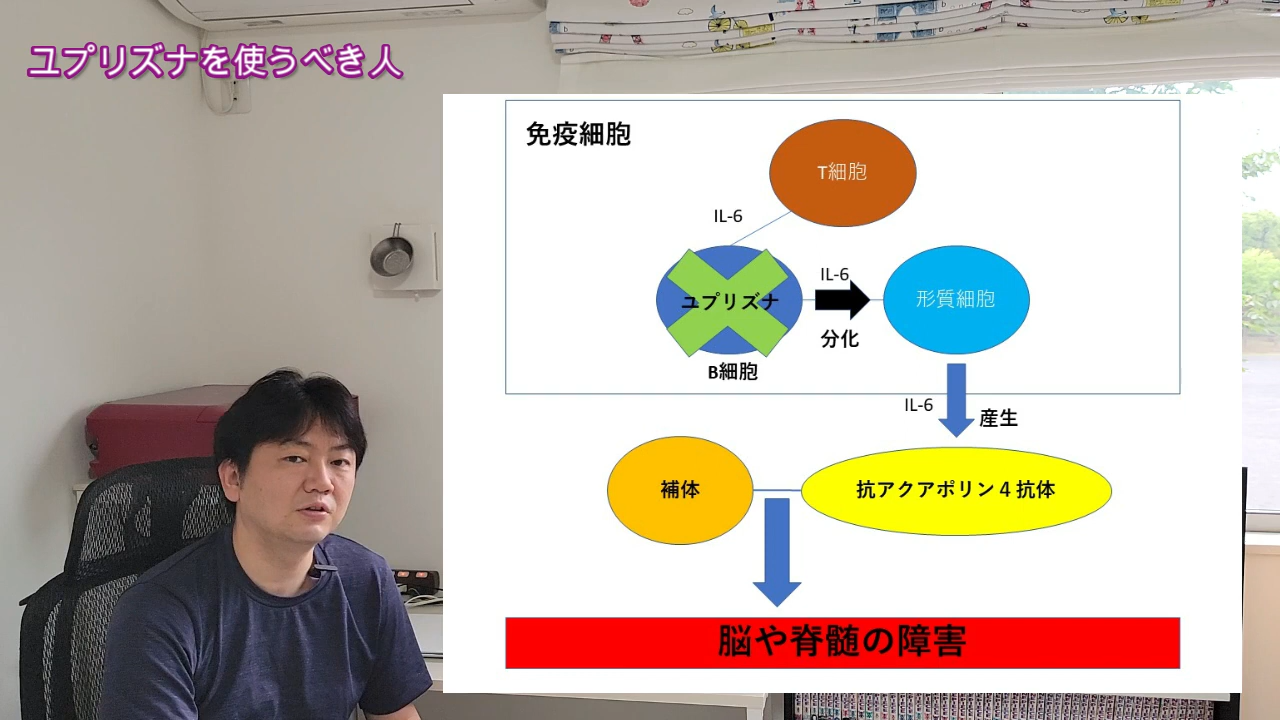 ユプリズナを使うべき人
免疫細胞
T細胞
IL-6
IL-6
ユプリズナ
形質細胞
分化
B細胞
IL-6
産生
補体
抗アクアポリン４抗体
脳や脊髄の障害